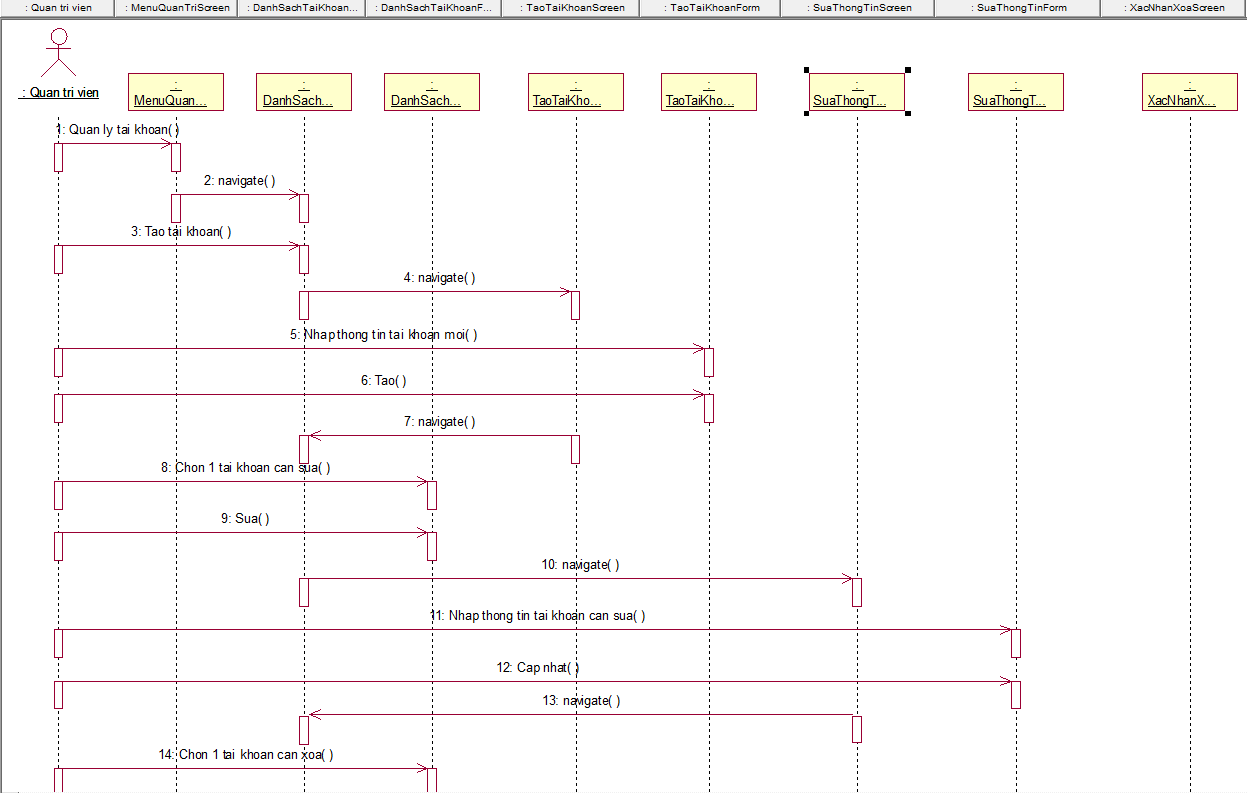 : Quan tri vien
: MenuQuanTriScreen
: DanhSachTaiKhoan...
: DanhSachTaiKhoanF...
: TaoTaiKhoanScreen
: TaoTaiKhoanForm
: SuaThongTinScreen
: SuaThongTinForm
: XacNhanXoaScreen
: Quan tri vien
:
MenuQuan...
:
DanhSach...
:
DanhSach...
:
TaoTaiKho...
:
TaoTaiKho...
:
SuaThongT...
:
SuaThongT...
:
XacNhanX...
1: Quan ly tai khoan( )
2: navigate( )
3: Tao tai khoan( )
4: navigate( )
5: Nhap thong tin tai khoan moi( )
6: Tao( )
7: navigate( )
8: Chon 1 tai khoan can sua( )
9: Sua( )
10: navigate( )
11: Nhap thong tin tai khoan can sua( )
12: Cap nhat( )
13: navigate( )
14: Chon 1 tai khoan can xoa( )